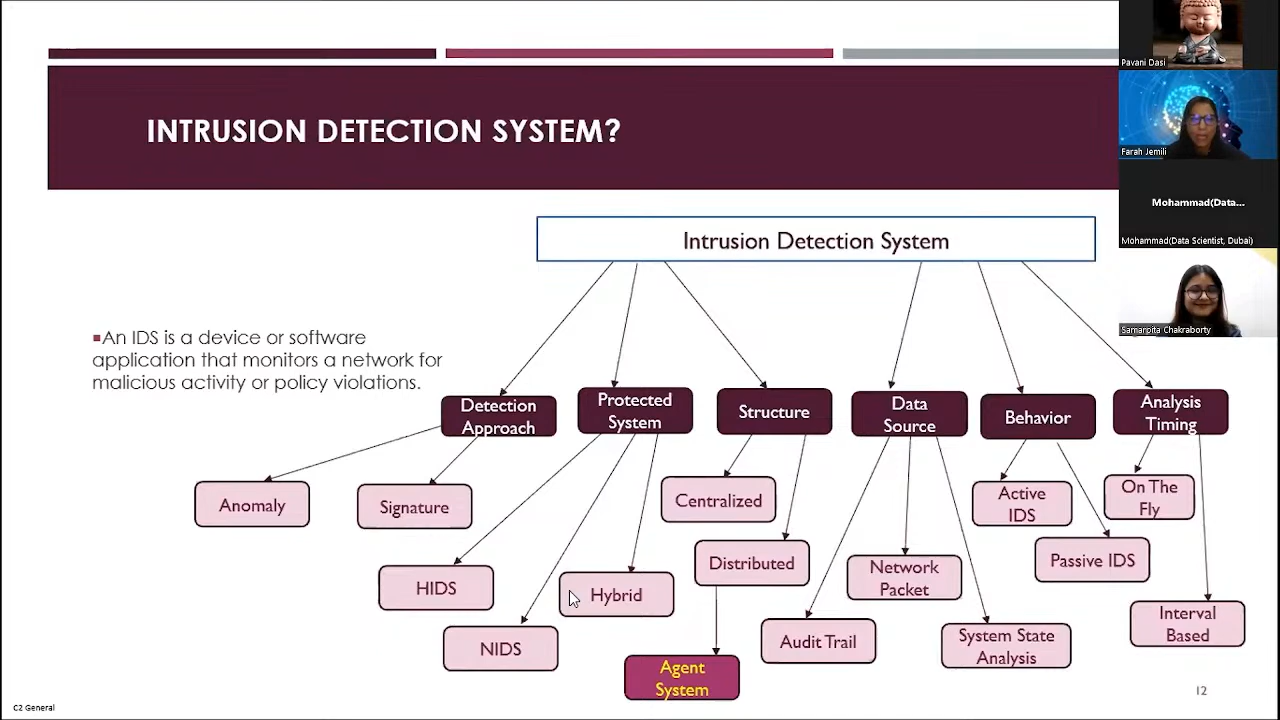 INTRUSION DETECTION SYSTEM?
Intrusion Detection System
▪An IDS is a device or software
application that monitors a network for
malicious activity or policy violations.
Detection
Approach
Protected
System
Structure
Data
Source
Behavior
Analysis
Timing
Anomaly
Signature
Centralized
Active
IDS
On The
Fly
HIDS
Hybrid
Distributed
Network
Packet
Passive IDS
NIDS
Audit Trail
System State
Analysis
Interval
Based
Agent
System
12
C2 General
Pavani Dasi
Farah Jemili
Mohammad(Data...
Mohammad(Data Scientist, Dubai)
Samarpita Chakraborty